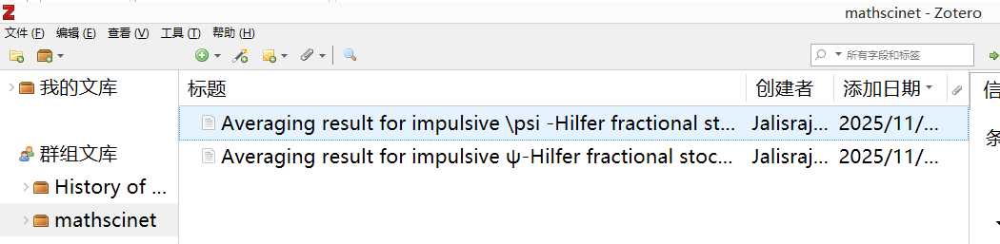 mathscinet - Zotero
文件 (F) 编辑 (E) 查看 (V) 工具 (T) 帮助 (H)
所有字段和标签
我的文库
标题 创建者 添加日期 信
Averaging result for impulsive \psi -Hilfer fractional st... Jalisraj... 2025/11/...
条
群组文库
Averaging result for impulsive ψ-Hilfer fractional stoc... Jalisraj... 2025/11/...
History of ...
mathscinet